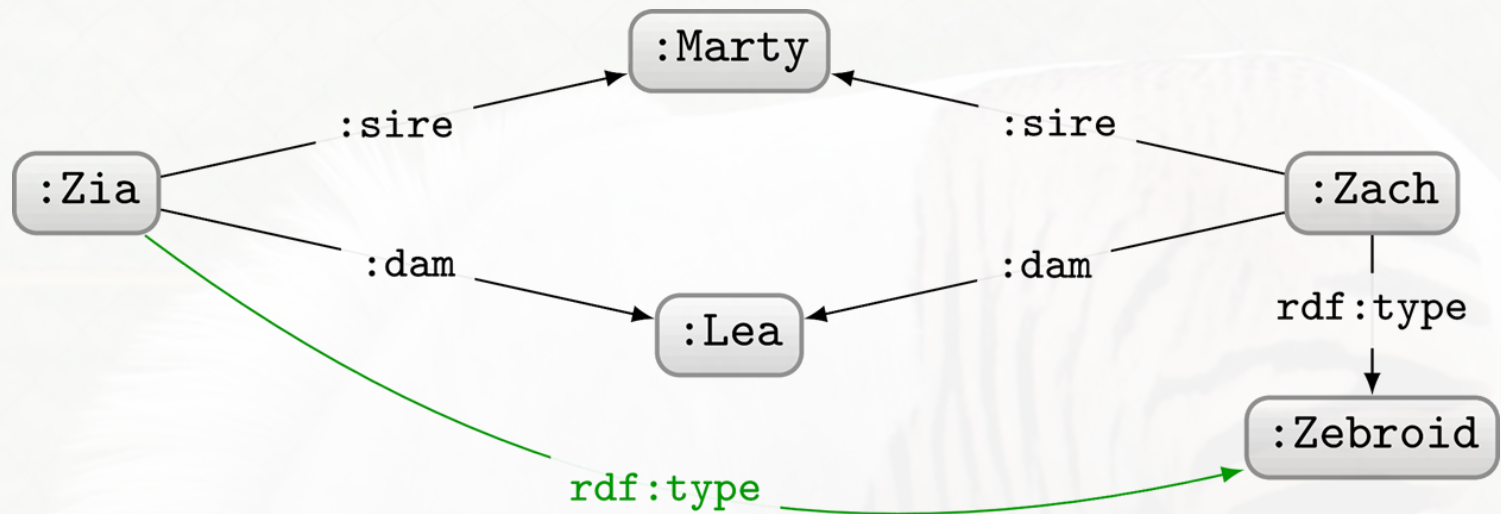 :Marty
:sire
:sire
:Zia
:Zach
:dam
:dam
:Lea
rdf:type
:Zebroid
rdf:type